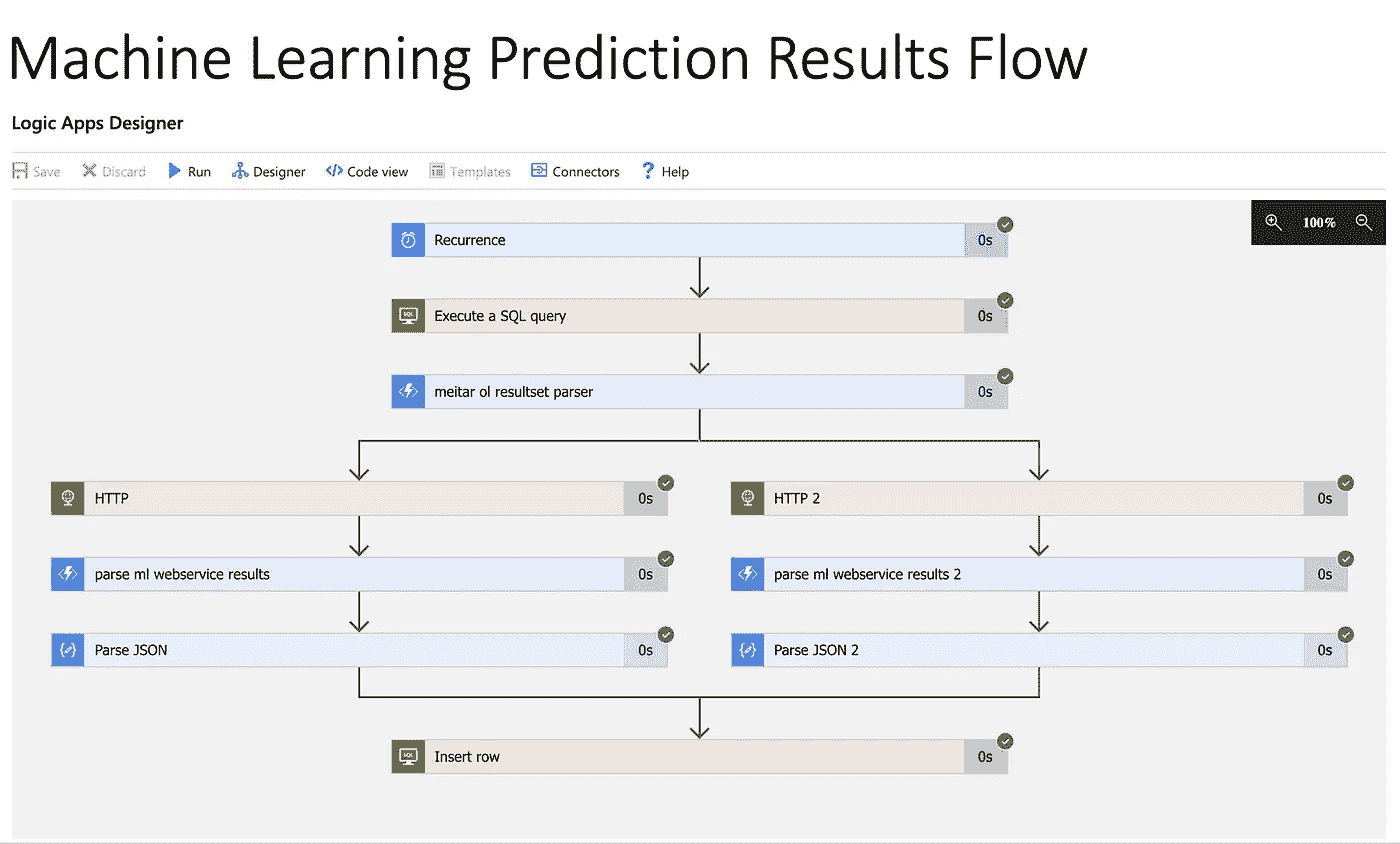 Machine Learning Prediction Results Flow
Logic Apps Designer
Save Discard Run Designer Code view Templates Connectors ? Help
100%
Recurrence 0s
SQL Execute a SQL query 0s
meitar ol resultset parser 0s
HTTP 0s HTTP 2 0s
parse ml webservice results 0s parse ml webservice results 2 0s
Parse JSON 0s Parse JSON 2 0s
SQL Insert row 0s